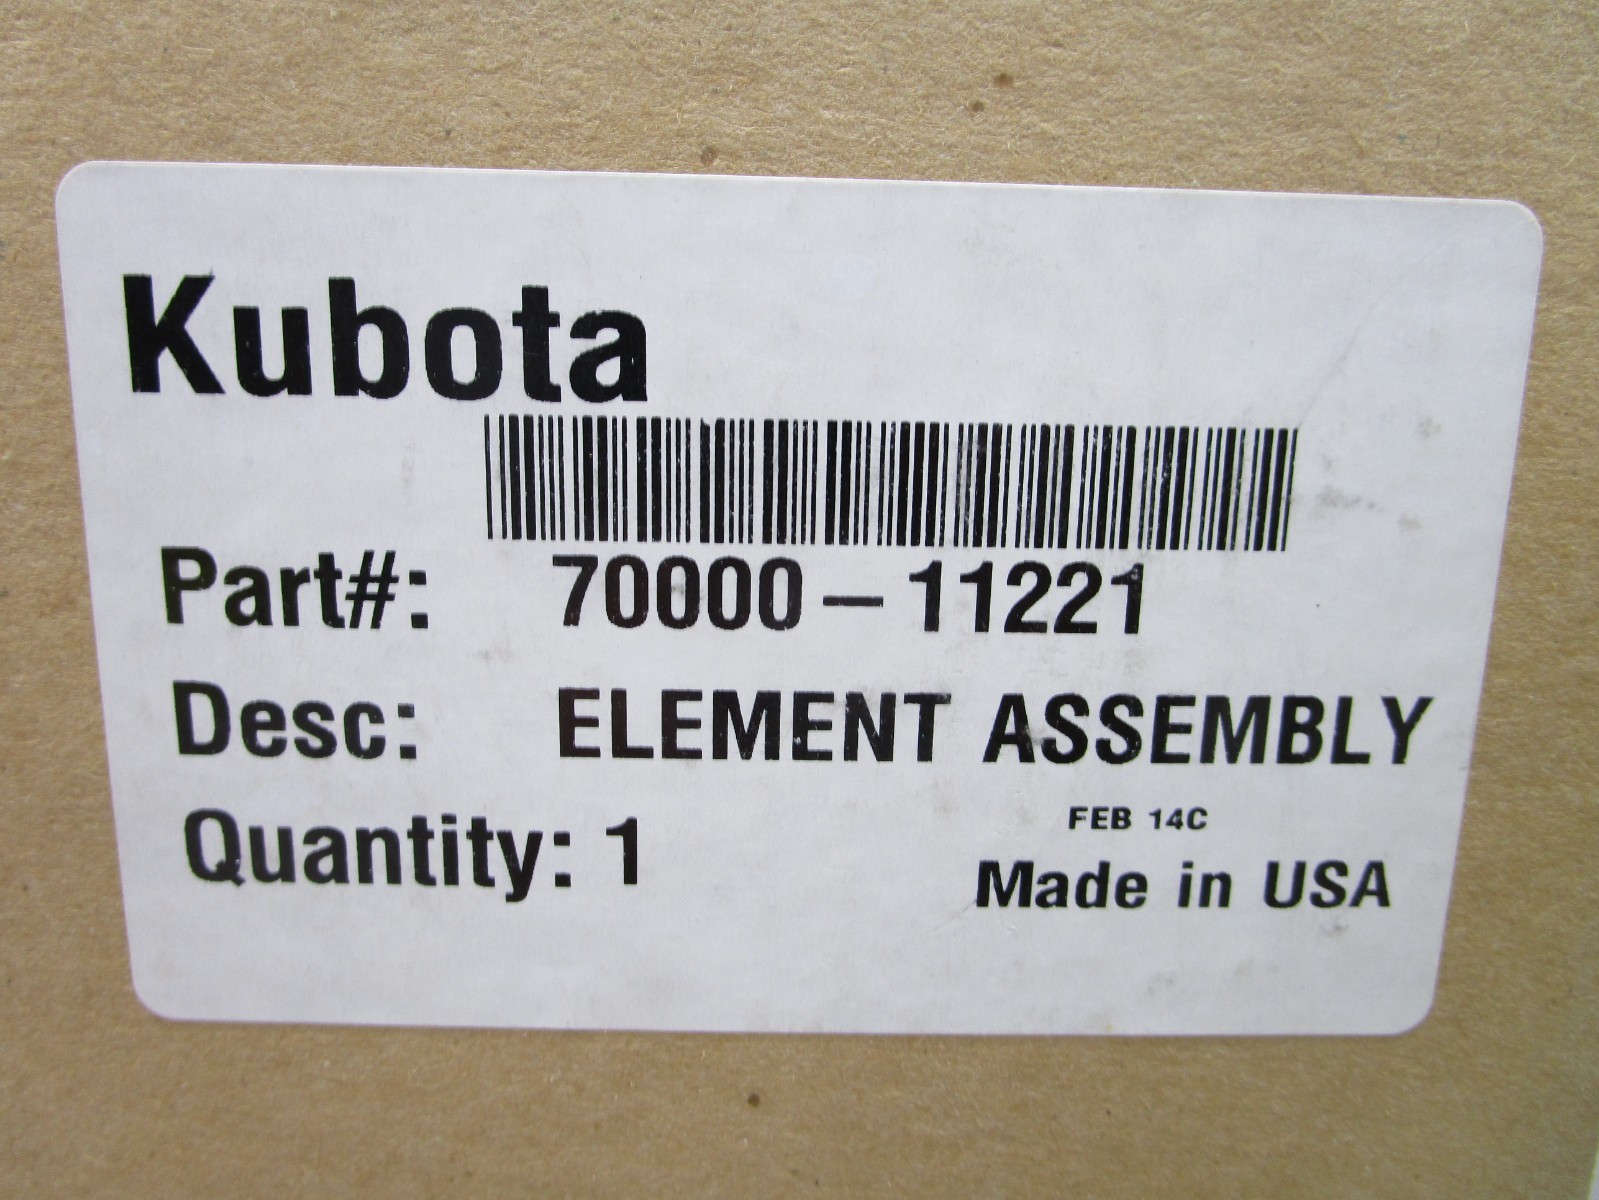 Kubota
Part#: 70000-11221
Desc: ELEMENT ASSEMBLY
Quantity: 1
FEB 14C
Made in USA